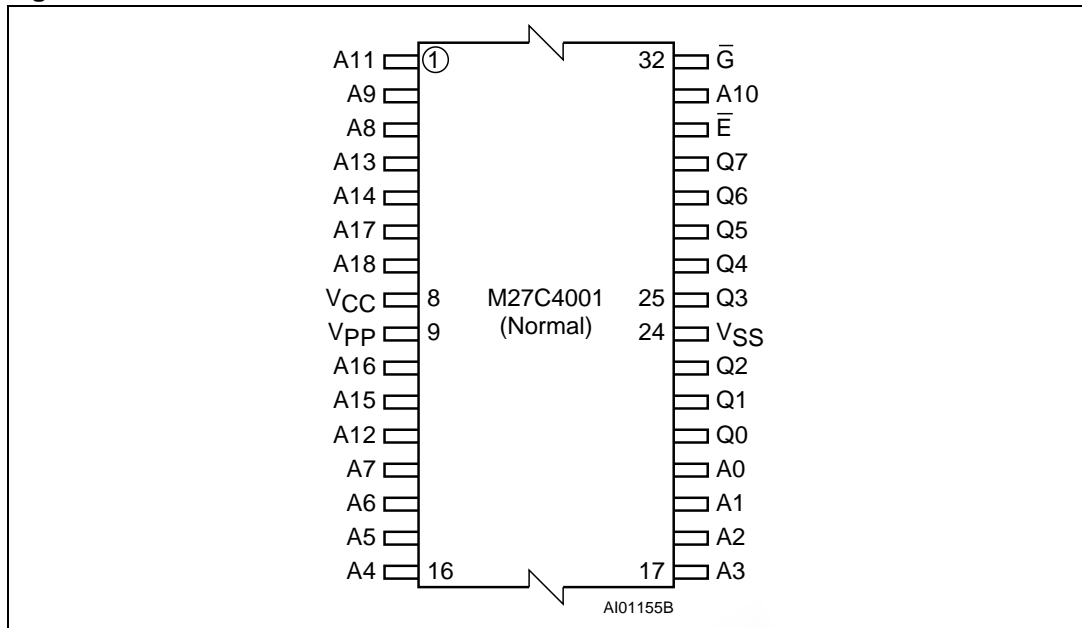 A11 ① 32 G̅
A9 A10
A8 E̅
A13 Q7
A14 Q6
A17 Q5
A18 Q4
VCC 8 M27C4001 25 Q3
VPP 9 (Normal) 24 VSS
A16 Q2
A15 Q1
A12 Q0
A7 A0
A6 A1
A5 A2
A4 16 17 A3
AI01155B